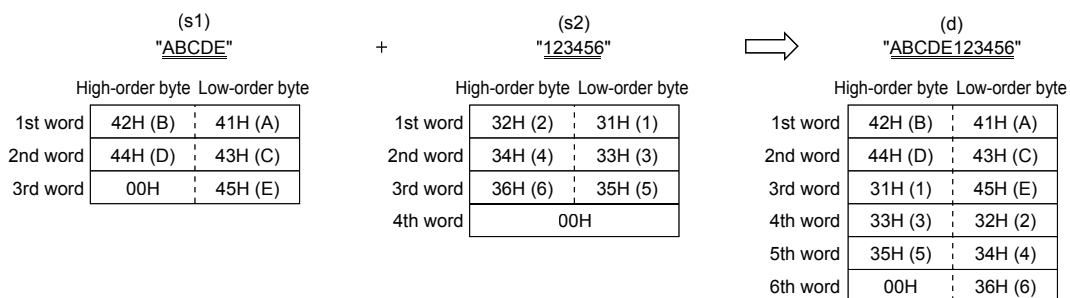 (s1) (s2) (d)
"ABCDE" + "123456" "ABCDE123456"
High-order byte Low-order byte High-order byte Low-order byte High-order byte Low-order byte
1st word 42H (B) 41H (A) 1st word 32H (2) 31H (1) 1st word 42H (B) 41H (A)
2nd word 44H (D) 43H (C) 2nd word 34H (4) 33H (3) 2nd word 44H (D) 43H (C)
3rd word 00H 45H (E) 3rd word 36H (6) 35H (5) 3rd word 31H (1) 45H (E)
4th word 00H 4th word 33H (3) 32H (2)
5th word 35H (5) 34H (4)
6th word 00H 36H (6)